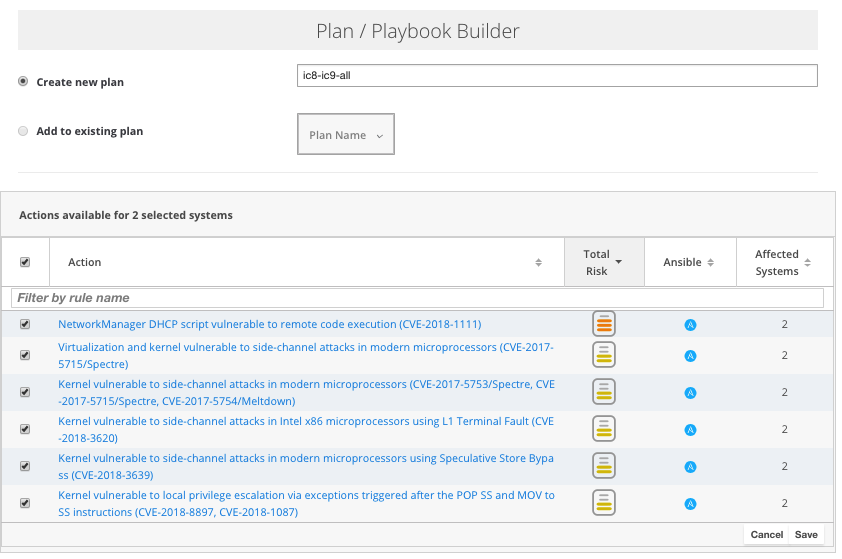 Plan / Playbook Builder
Create new plan
ic8-ic9-all
Add to existing plan
Plan Name
Actions available for 2 selected systems
Action
Total
Risk
Ansible
Affected
Systems
Filter by rule name
NetworkManager DHCP script vulnerable to remote code execution (CVE-2018-1111)
A
2
Virtualization and kernel vulnerable to side-channel attacks in modern microprocessors (CVE-2017-
5715/Spectre)
A
2
Kernel vulnerable to side-channel attacks in modern microprocessors (CVE-2017-5753/Spectre, CVE
-2017-5715/Spectre, CVE-2017-5754/Meltdown)
A
2
Kernel vulnerable to side-channel attacks in Intel x86 microprocessors using L1 Terminal Fault (CVE
-2018-3620)
A
2
Kernel vulnerable to side-channel attacks in modern microprocessors using Speculative Store Bypa
ss (CVE-2018-3639)
A
2
Kernel vulnerable to local privilege escalation via exceptions triggered after the POP SS and MOV to
SS instructions (CVE-2018-8897, CVE-2018-1087)
A
2
Cancel
Save